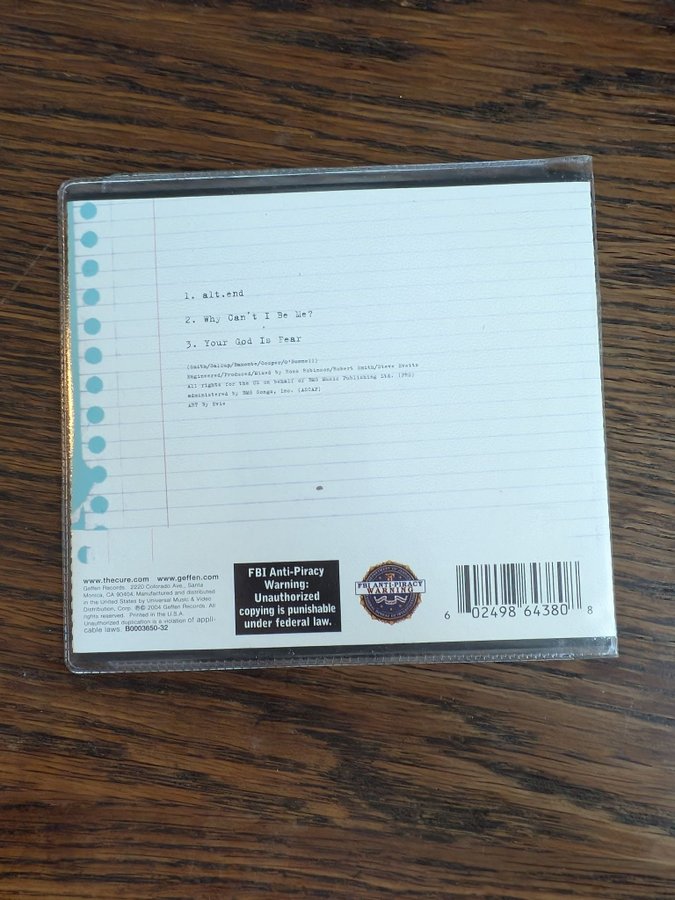 1. alt.end
2. Why Can't I Be Me?
3. Your God Is Fear
(Smith/Gallup/Bamonte/Cooper/O'Donnell)
Engineered/Produced/Mixed by Ross Robinson/Robert Smith/Steve Evetts
All rights for the US on behalf of BMG Music Publishing Ltd. (PRS)
administered by BMG Songs, Inc. (ASCAP)
ART By
www.thecure.com www.geffen.com
Geffen Records 2220 Colorado Ave., Santa
Monica, CA 90404. Manufactured and distributed
in the United States by Universal Music & Video
Distribution, Corp. ℗© 2004 Geffen Records. All
rights reserved. Printed in the U.S.A.
Unauthorized duplication is a violation of appli-
cable laws. B0003650-32
FBI Anti-Piracy
Warning:
Unauthorized
copying is punishable
under federal law.
FBI ANTI-PIRACY
WARNING
6 02498 64380 8